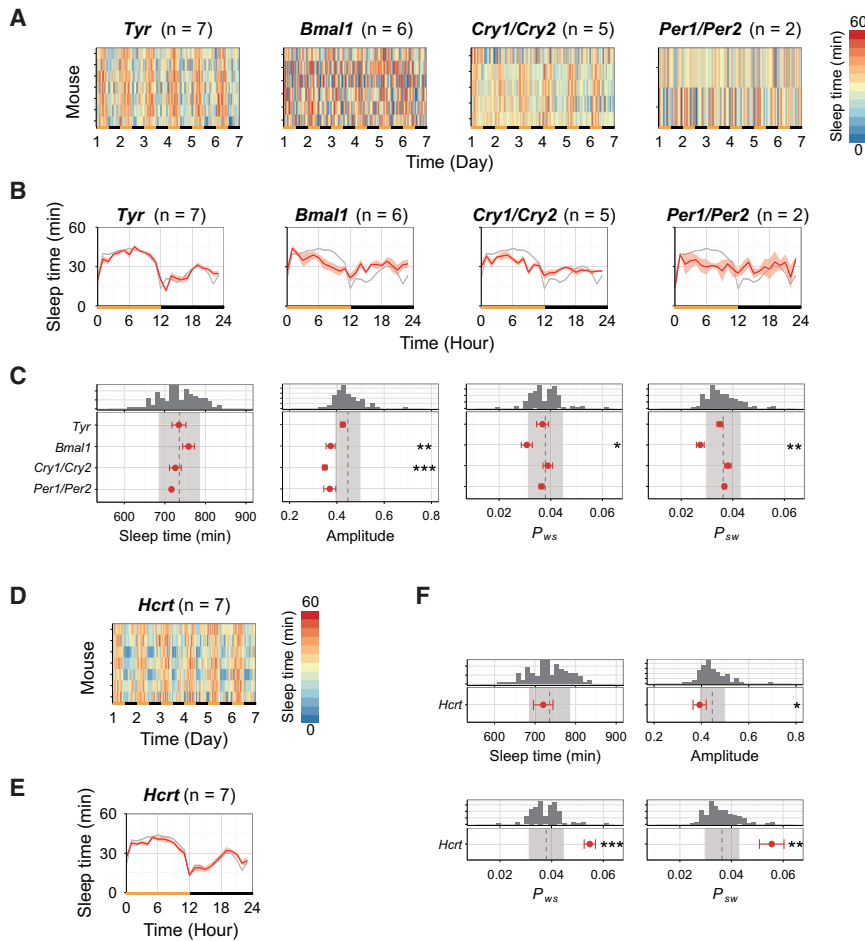 A
Tyr (n = 7)
Bmal1 (n = 6)
Cry1/Cry2 (n = 5)
Per1/Per2 (n = 2)
Mouse
1 2 3 4 5 6 7
1 2 3 4 5 6 7
1 2 3 4 5 6 7
1 2 3 4 5 6 7
Time (Day)
60
Sleep time (min)
0
B
Tyr (n = 7)
Bmal1 (n = 6)
Cry1/Cry2 (n = 5)
Per1/Per2 (n = 2)
Sleep time (min)
60
30
0
0 6 12 18 24
0 6 12 18 24
0 6 12 18 24
0 6 12 18 24
Time (Hour)
C
Tyr
Bmal1
Cry1/Cry2
Per1/Per2
**
***
*
**
600 700 800 900
0.2 0.4 0.6 0.8
0.02 0.04 0.06
0.02 0.04 0.06
Sleep time (min)
Amplitude
Pws
Psw
D
Hcrt (n = 7)
Mouse
1 2 3 4 5 6 7
Time (Day)
60
Sleep time (min)
0
E
Hcrt (n = 7)
Sleep time (min)
60
30
0
0 6 12 18 24
Time (Hour)
F
Hcrt
*
600 700 800 900
0.2 0.4 0.6 0.8
Sleep time (min)
Amplitude
Hcrt
***
**
0.02 0.04 0.06
0.02 0.04 0.06
Pws
Psw